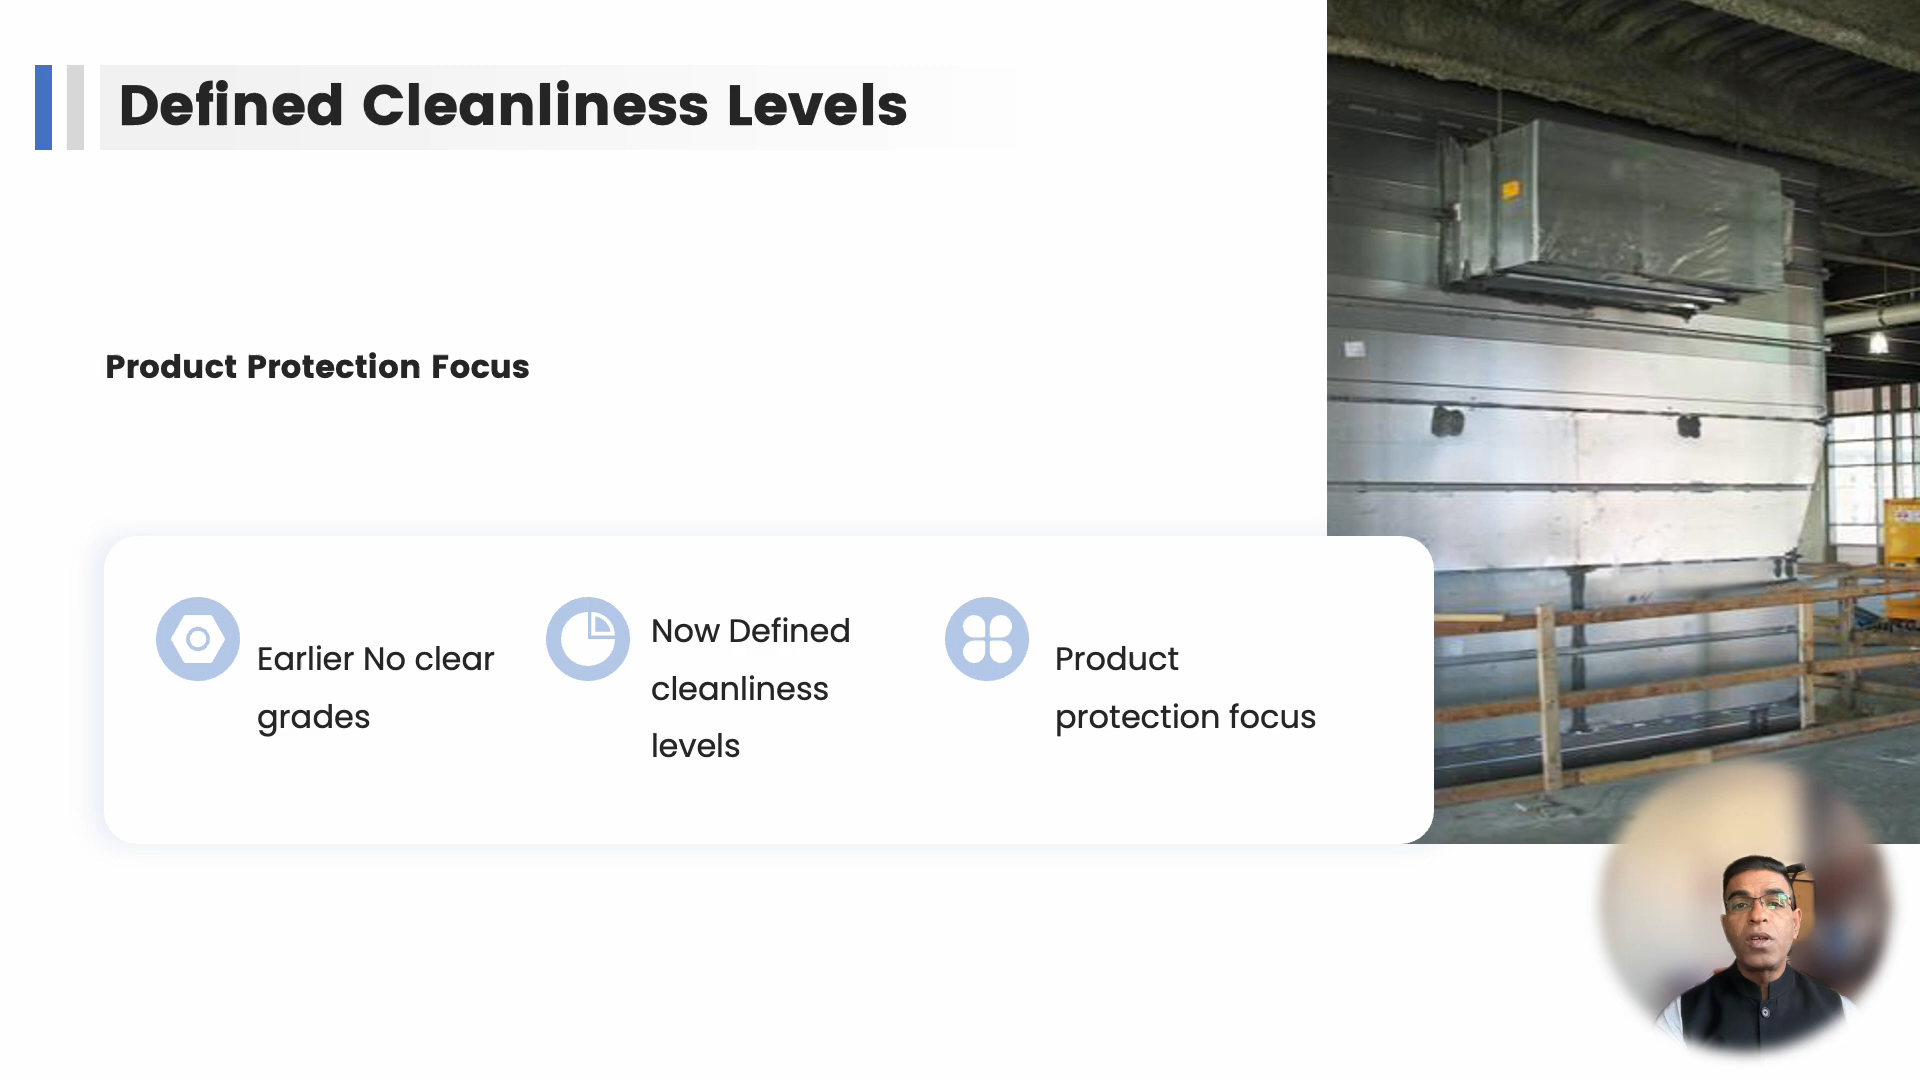 Defined Cleanliness Levels
Product Protection Focus
Earlier No clear
grades
Now Defined
cleanliness
levels
Product
protection focus